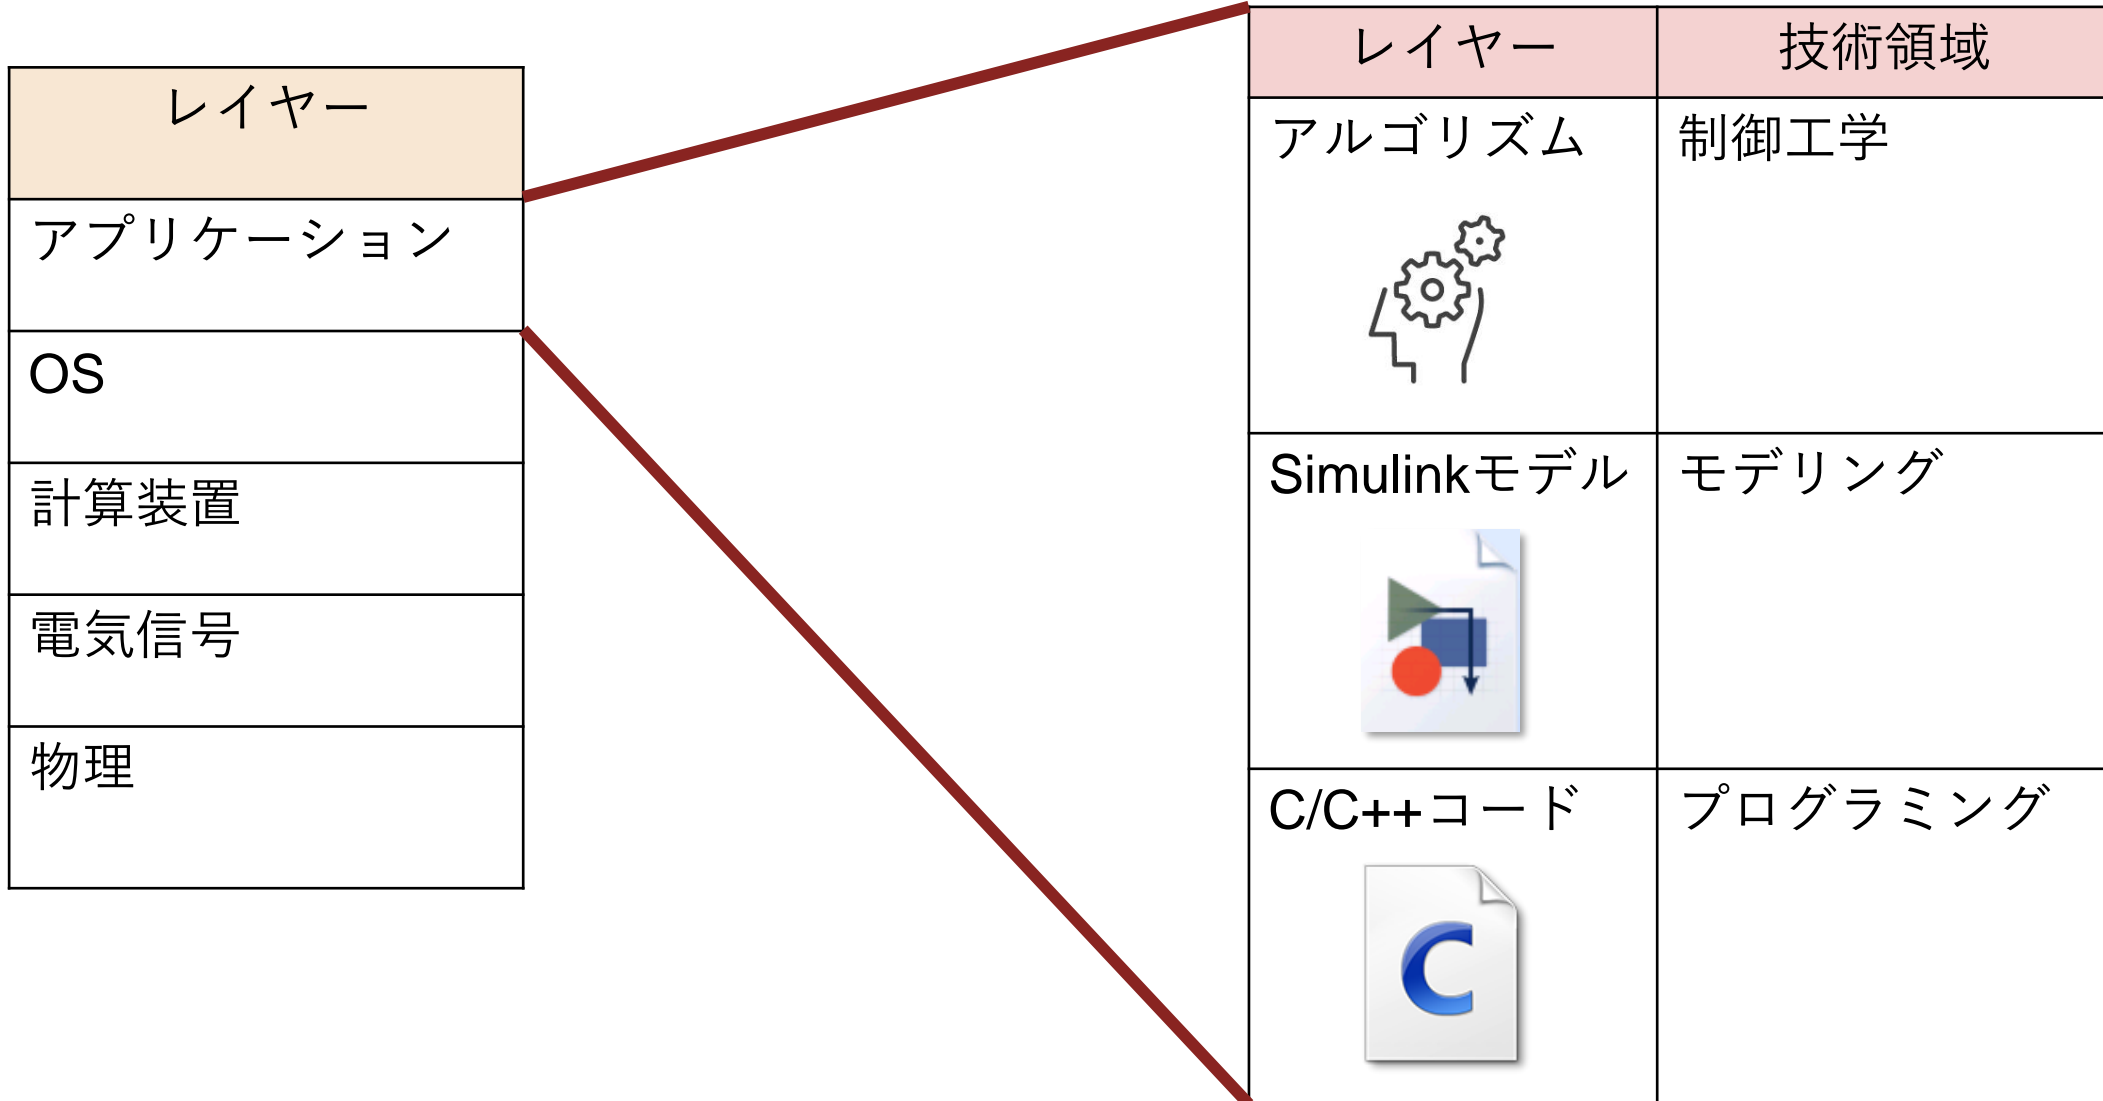 レイヤー
アプリケーション
OS
計算装置
電気信号
物理
レイヤー 技術領域
アルゴリズム 制御工学
Simulinkモデル モデリング
C/C++コード プログラミング
C